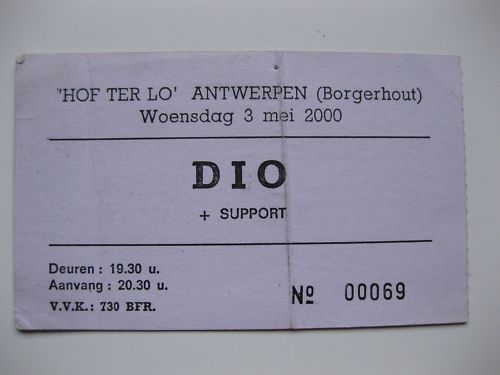 'HOF TER LO' ANTWERPEN (Borgerhout)
Woensdag 3 mei 2000
DIO
+ SUPPORT
Deuren : 19.30 u.
Aanvang : 20.30 u.
V.V.K. : 730 BFR.
Nº 00069